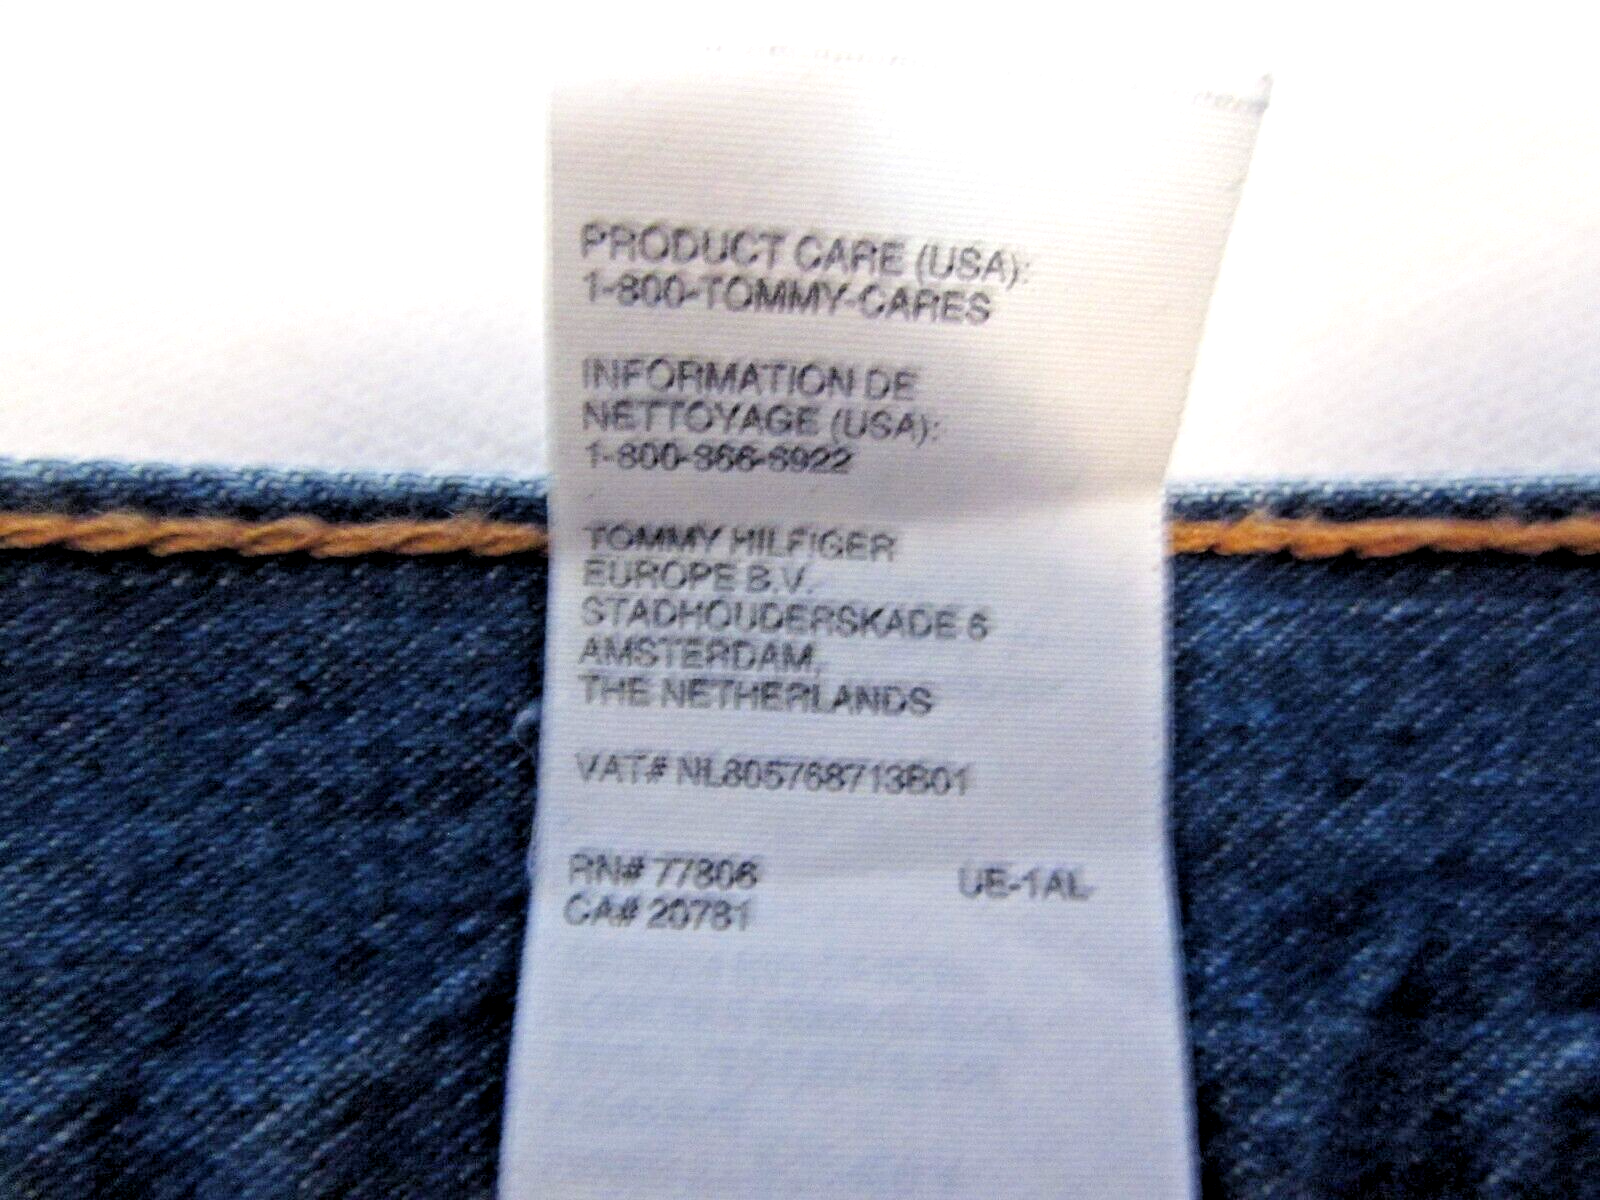 PRODUCT CARE (USA):
1-800-TOMMY-CARES
INFORMATION DE
NETTOYAGE (USA):
1-800-866-6922
TOMMY HILFIGER
EUROPE B.V.
STADHOUDERSKADE 6
AMSTERDAM,
THE NETHERLANDS
VAT# NL805768713B01
RN# 77806 UE-1AL
CA# 20781